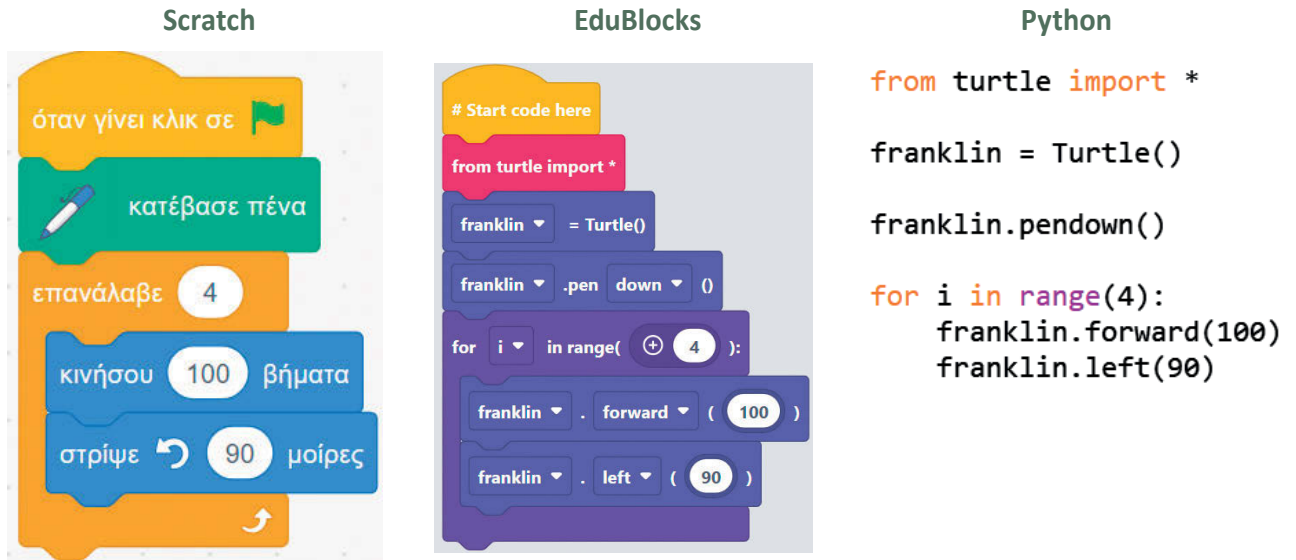 Scratch
όταν γίνει κλικ σε
κατέβασε πένα
επανάλαβε 4
κινήσου 100 βήματα
στρίψε 90 μοίρες
EduBlocks
# Start code here
from turtle import *
franklin = Turtle()
franklin .pen down ()
for i in range( 4 ):
franklin . forward ( 100 )
franklin . left ( 90 )
Python
from turtle import *
franklin = Turtle()
franklin.pendown()
for i in range(4):
franklin.forward(100)
franklin.left(90)